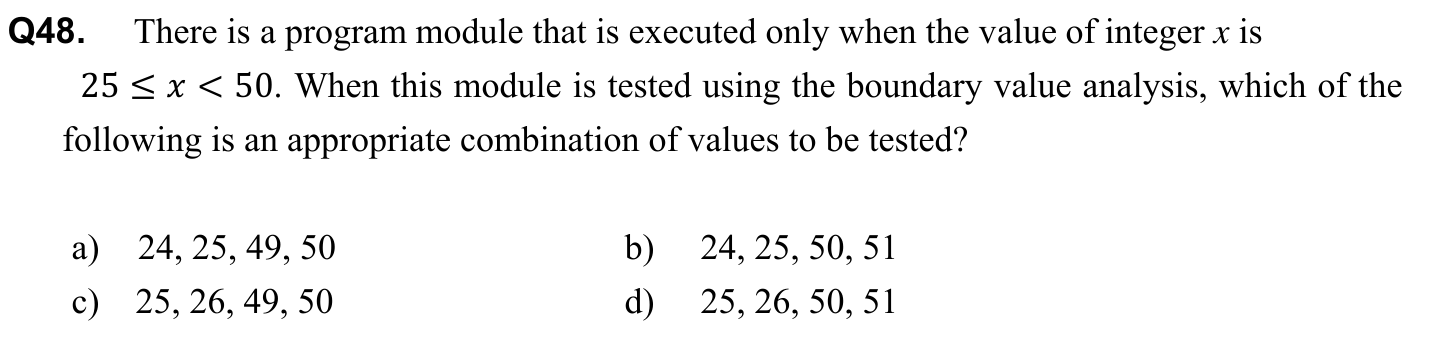 Q48. There is a program module that is executed only when the value of integer x is
25 ≤ x < 50. When this module is tested using the boundary value analysis, which of the
following is an appropriate combination of values to be tested?
a) 24, 25, 49, 50 b) 24, 25, 50, 51
c) 25, 26, 49, 50 d) 25, 26, 50, 51